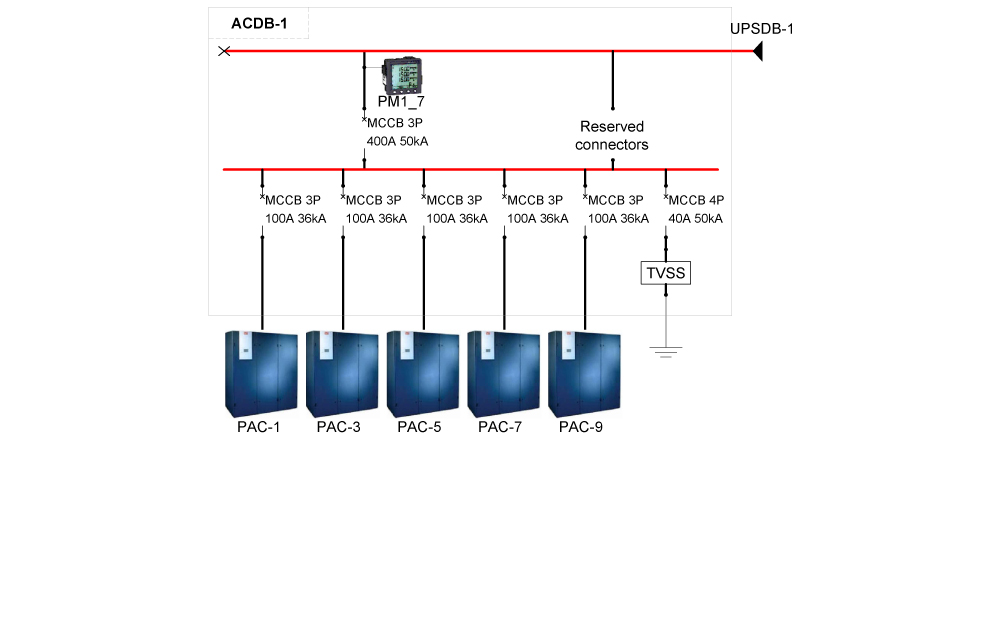 ACDB-1
UPSDB-1
PM1_7
MCCB 3P
400A 50kA
Reserved
connectors
MCCB 3P
100A 36kA
MCCB 3P
100A 36kA
MCCB 3P
100A 36kA
MCCB 3P
100A 36kA
MCCB 3P
100A 36kA
MCCB 4P
40A 50kA
TVSS
PAC-1
PAC-3
PAC-5
PAC-7
PAC-9